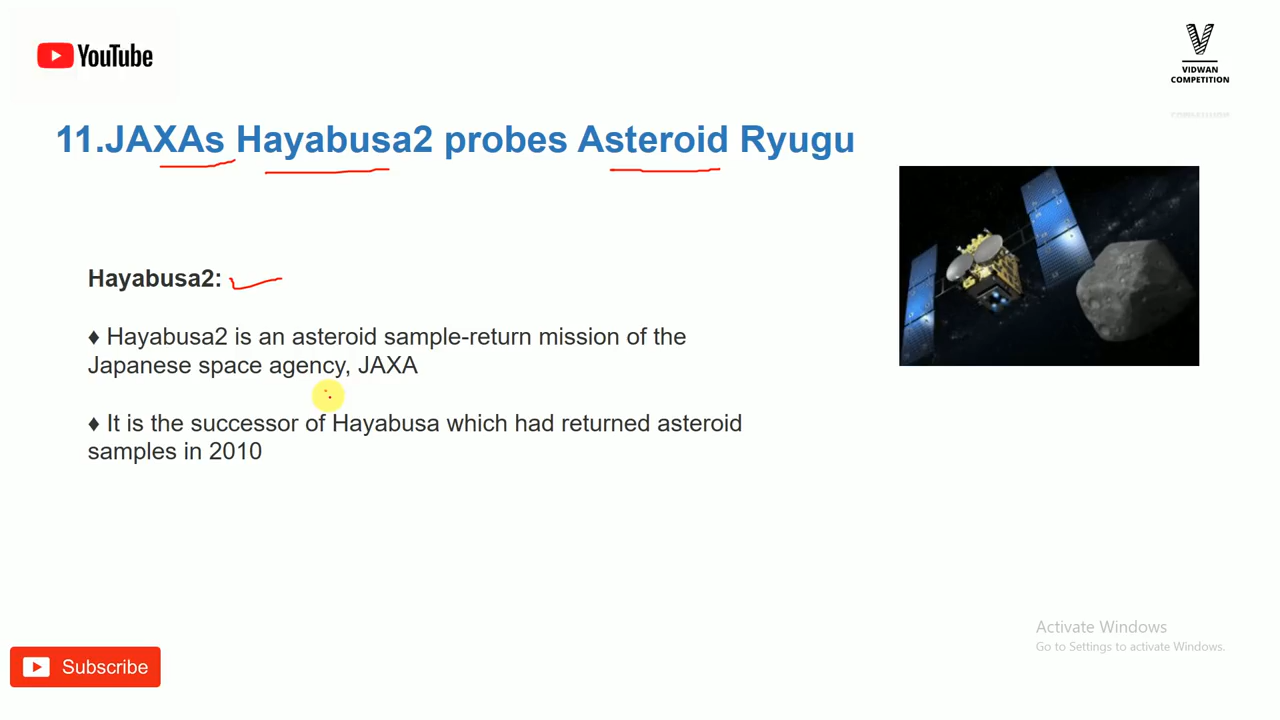 YouTube
VIDWAN
COMPETITION
11.JAXAs Hayabusa2 probes Asteroid Ryugu
Hayabusa2:
♦ Hayabusa2 is an asteroid sample-return mission of the
Japanese space agency, JAXA
♦ It is the successor of Hayabusa which had returned asteroid
samples in 2010
Activate Windows
Go to Settings to activate Windows.
Subscribe